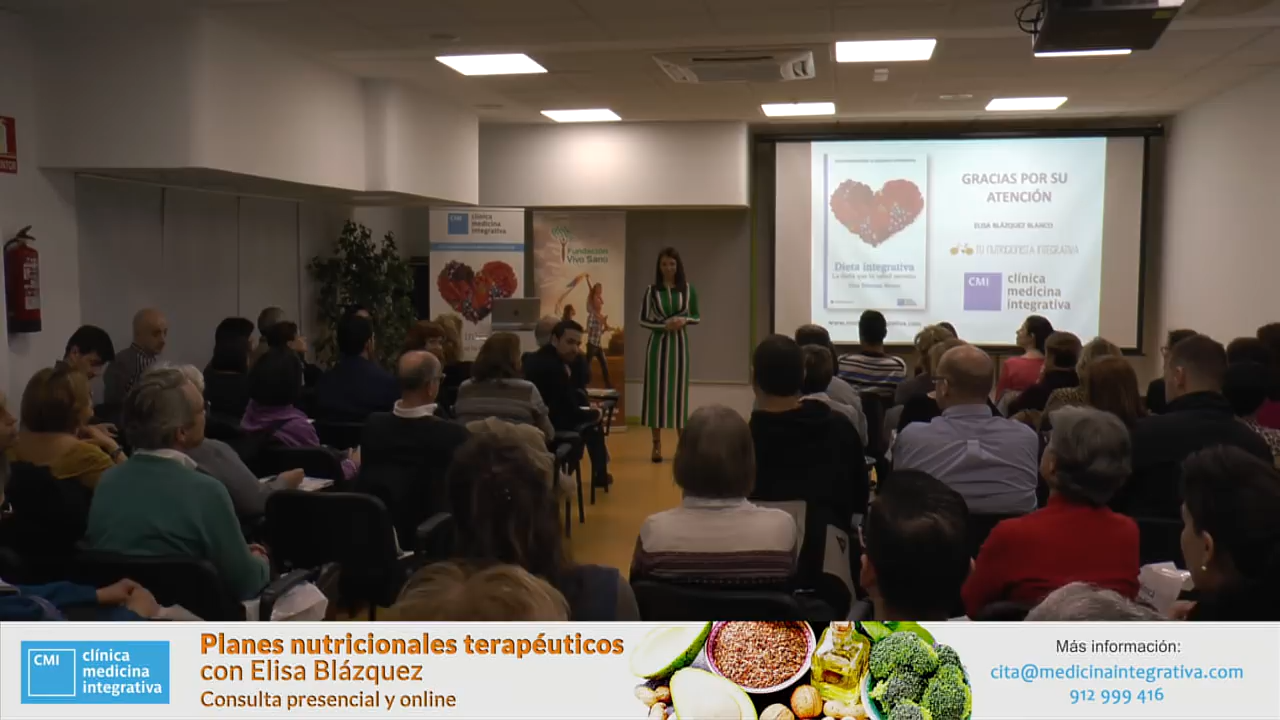 GRACIAS POR SU
ATENCIÓN
ELISA BLÁZQUEZ BLANCO
TU NUTRICIONISTA INTEGRATIVA
CMI
clínica
medicina
integrativa
Dieta integrativa
CMI
clínica
medicina
integrativa
Fundación
Vivo Sano
CMI
clínica
medicina
integrativa
Planes nutricionales terapéuticos
con Elisa Blázquez
Consulta presencial y online
Más información:
cita@medicinaintegrativa.com
912 999 416